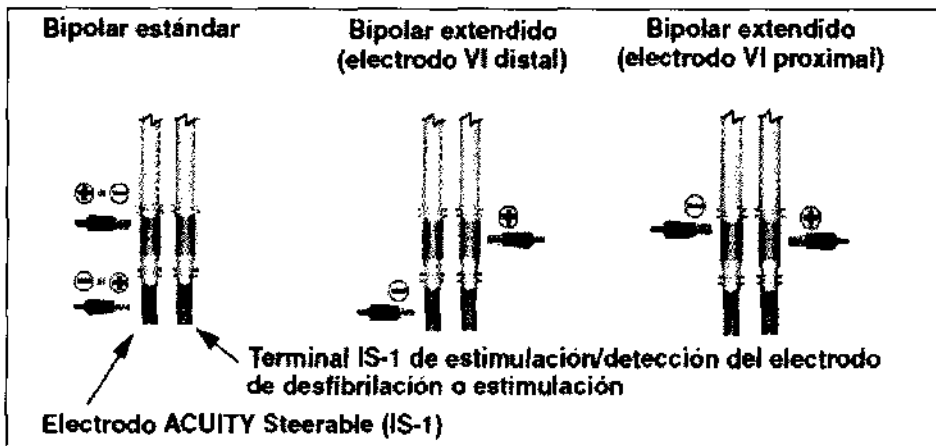 Bipolar estándar
Bipolar extendido
(electrodo VI distal)
Bipolar extendido
(electrodo VI proximal)
Terminal IS-1 de estimulación/detección del electrodo
de desfibrilación o estimulación
Electrodo ACUITY Steerable (IS-1)